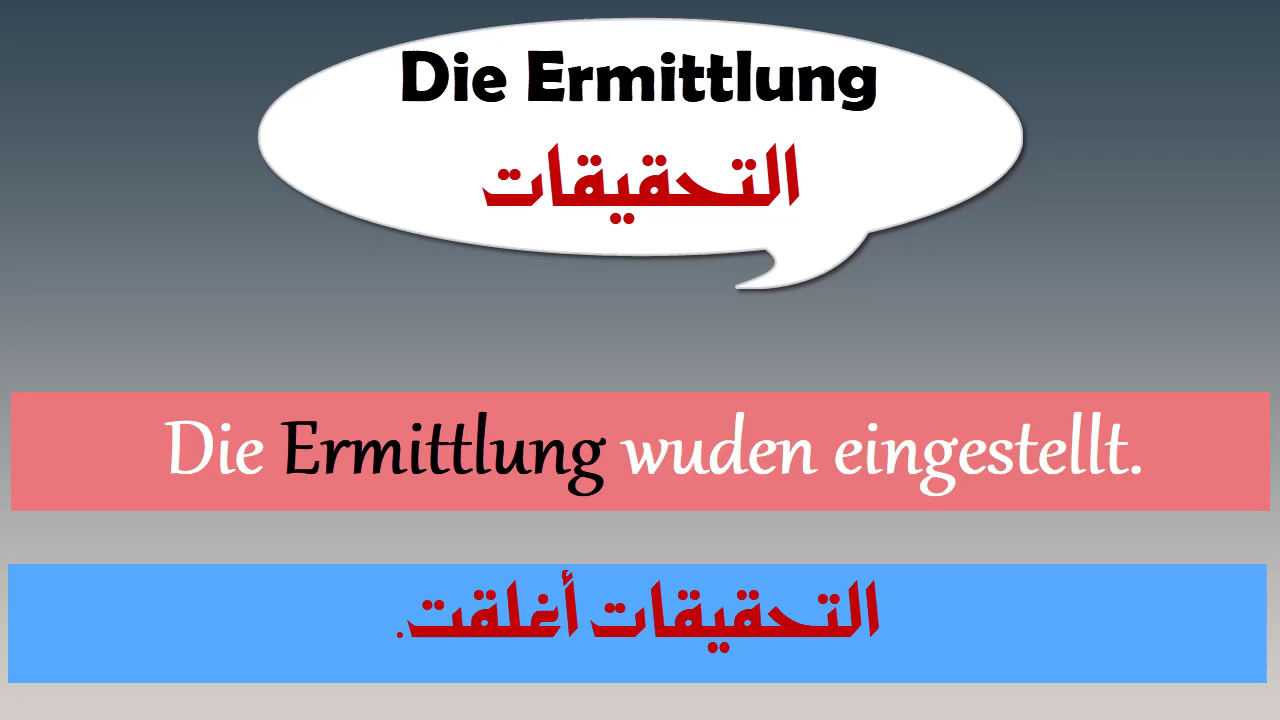 Die Ermittlung
التحقيقات
Die Ermittlung wuden eingestellt.
التحقيقات أغلقت.